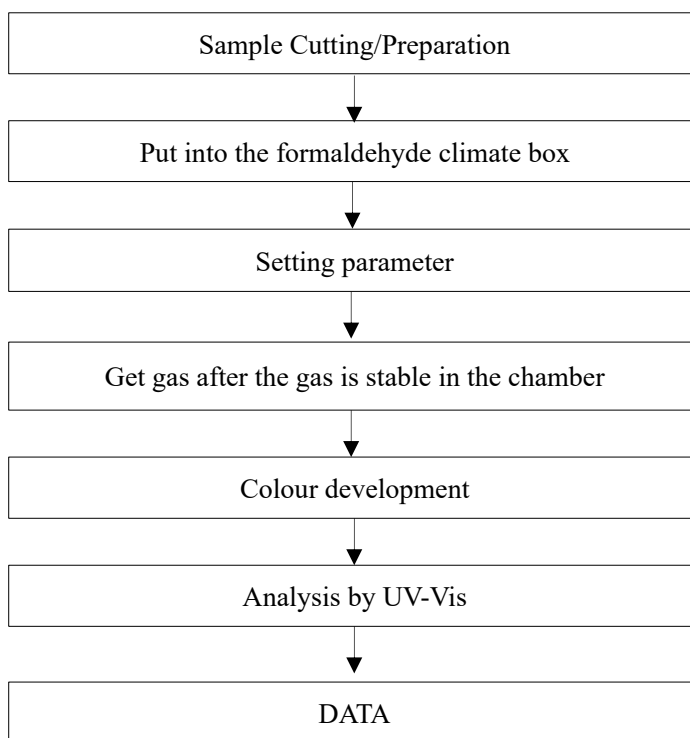 Sample Cutting/Preparation
Put into the formaldehyde climate box
Setting parameter
Get gas after the gas is stable in the chamber
Colour development
Analysis by UV-Vis
DATA